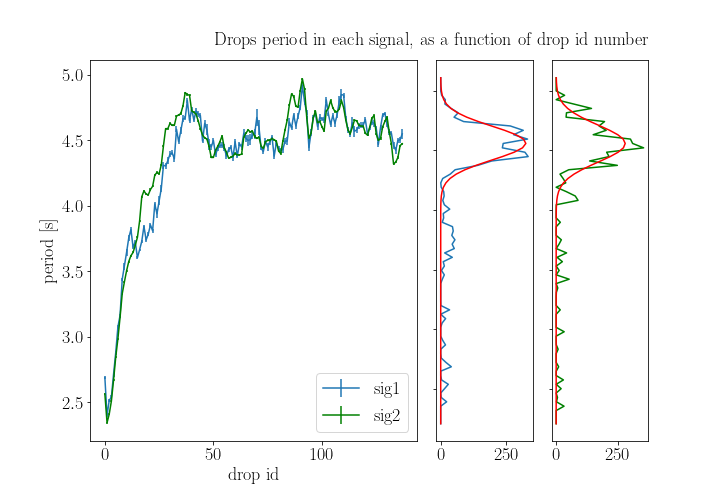 Drops period in each signal, as a function of drop id number
5.0
4.5
4.0
3.5
3.0
2.5
period [s]
sig1
sig2
0 50 100
0 250
0 250
drop id